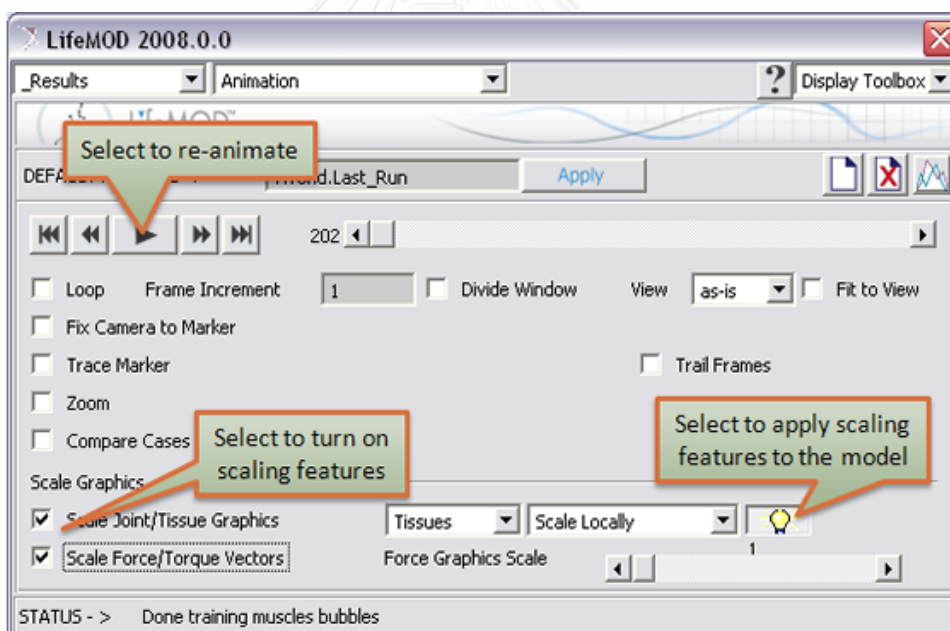 LifeMOD 2008.0.0
_Results Animation ? Display Toolbox
Select to re-animate
Last_Run Apply
202
Loop Frame Increment 1 Divide Window View as-is Fit to View
Fix Camera to Marker
Trace Marker Trail Frames
Zoom
Compare Cases
Select to turn on
scaling features
Select to apply scaling
features to the model
Scale Graphics
Scale Joint/Tissue Graphics Tissues Scale Locally
Scale Force/Torque Vectors Force Graphics Scale 1
STATUS - > Done training muscles bubbles